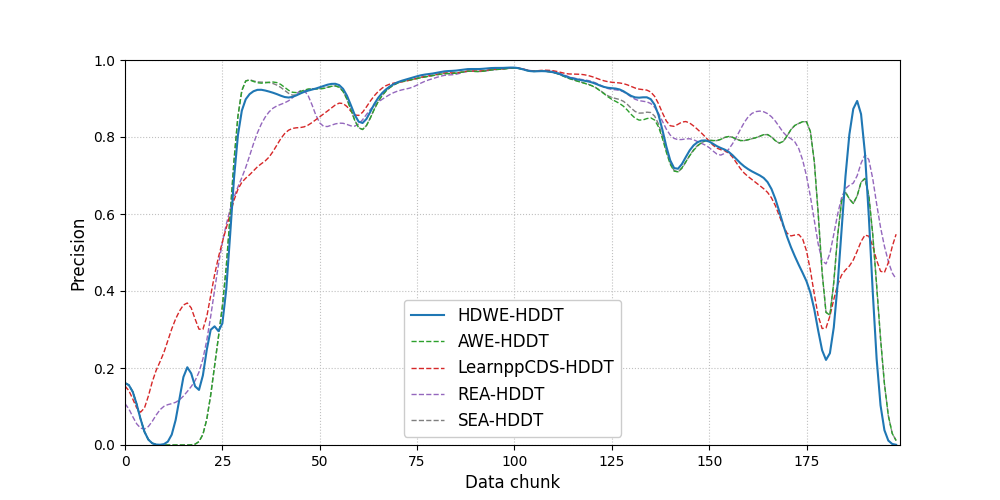 1.0
0.8
0.6
0.4
0.2
0.0
Precision
HDWE-HDDT
AWE-HDDT
LearnppCDS-HDDT
REA-HDDT
SEA-HDDT
0 25 50 75 100 125 150 175
Data chunk